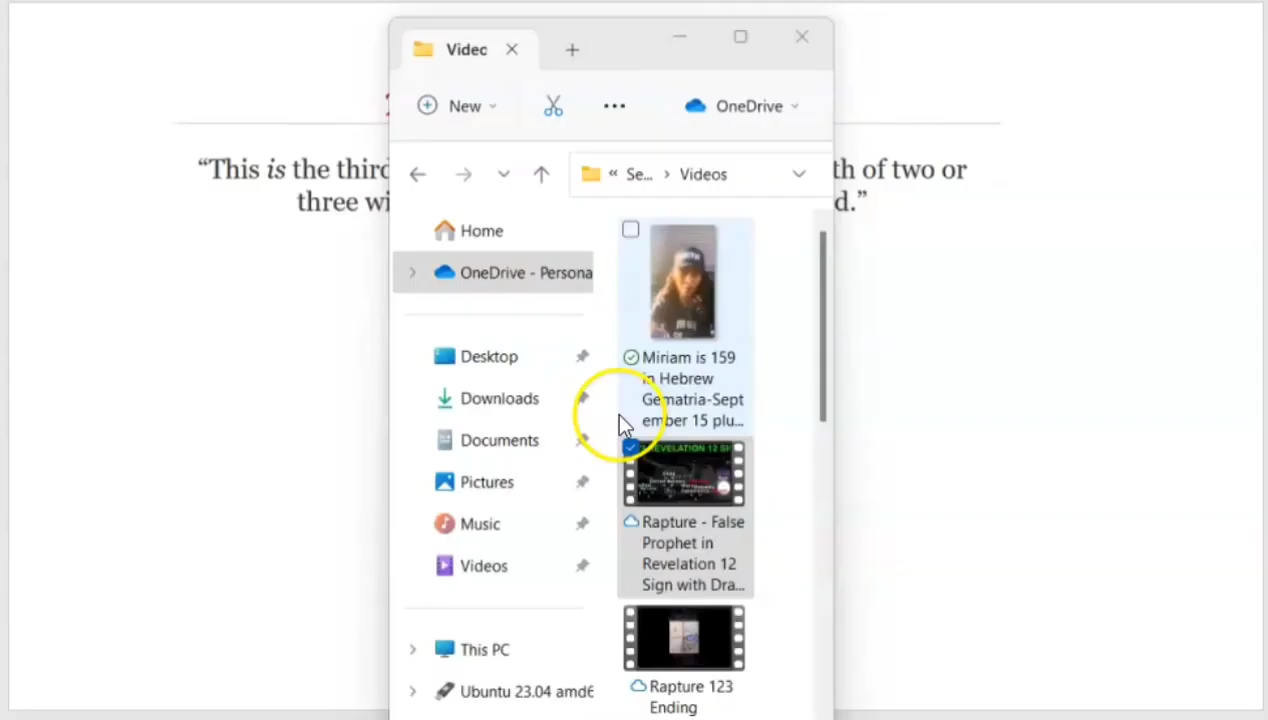 Videc
New
OneDrive
“This is the third
th of two or
three wi
d.”
« Se... > Videos
Home
OneDrive - Persona
Desktop
Downloads
Documents
Pictures
Music
Videos
This PC
Ubuntu 23.04 amd6
Miriam is 159
in Hebrew
Gematria-Sept
ember 15 plu...
REVELATION 12 SI
Rapture - False
Prophet in
Revelation 12
Sign with Dra...
Rapture 123
Ending